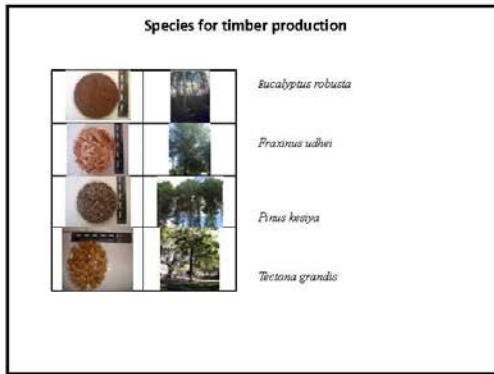 Species for timber production
Eucalyptus robusta
Fraxinus udhei
Pinus kesiya
Tectona grandis